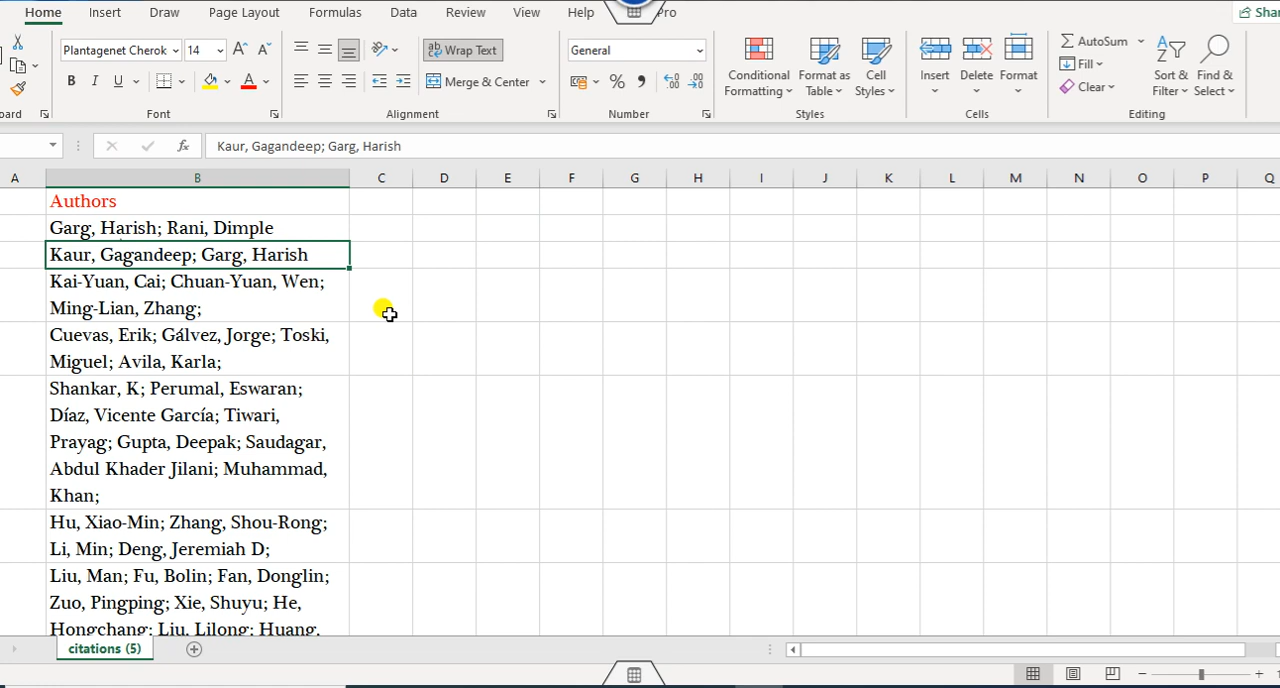 Home Insert Draw Page Layout Formulas Data Review View Help Pro
Plantagenet Cherok 14 Wrap Text General AutoSum
Fill
B I U Merge & Center % Conditional Formatting Format as Table Cell Styles Insert Delete Format Clear Sort & Filter Find & Select
Font Alignment Number Styles Cells Editing
fx Kaur, Gagandeep; Garg, Harish
A B C D E F G H I J K L M N O P Q
Authors
Garg, Harish; Rani, Dimple
Kaur, Gagandeep; Garg, Harish
Kai-Yuan, Cai; Chuan-Yuan, Wen;
Ming-Lian, Zhang;
Cuevas, Erik; Gálvez, Jorge; Toski,
Miguel; Avila, Karla;
Shankar, K; Perumal, Eswaran;
Díaz, Vicente García; Tiwari,
Prayag; Gupta, Deepak; Saudagar,
Abdul Khader Jilani; Muhammad,
Khan;
Hu, Xiao-Min; Zhang, Shou-Rong;
Li, Min; Deng, Jeremiah D;
Liu, Man; Fu, Bolin; Fan, Donglin;
Zuo, Pingping; Xie, Shuyu; He,
Hongchang; Liu, Lilong; Huang,
citations (5)